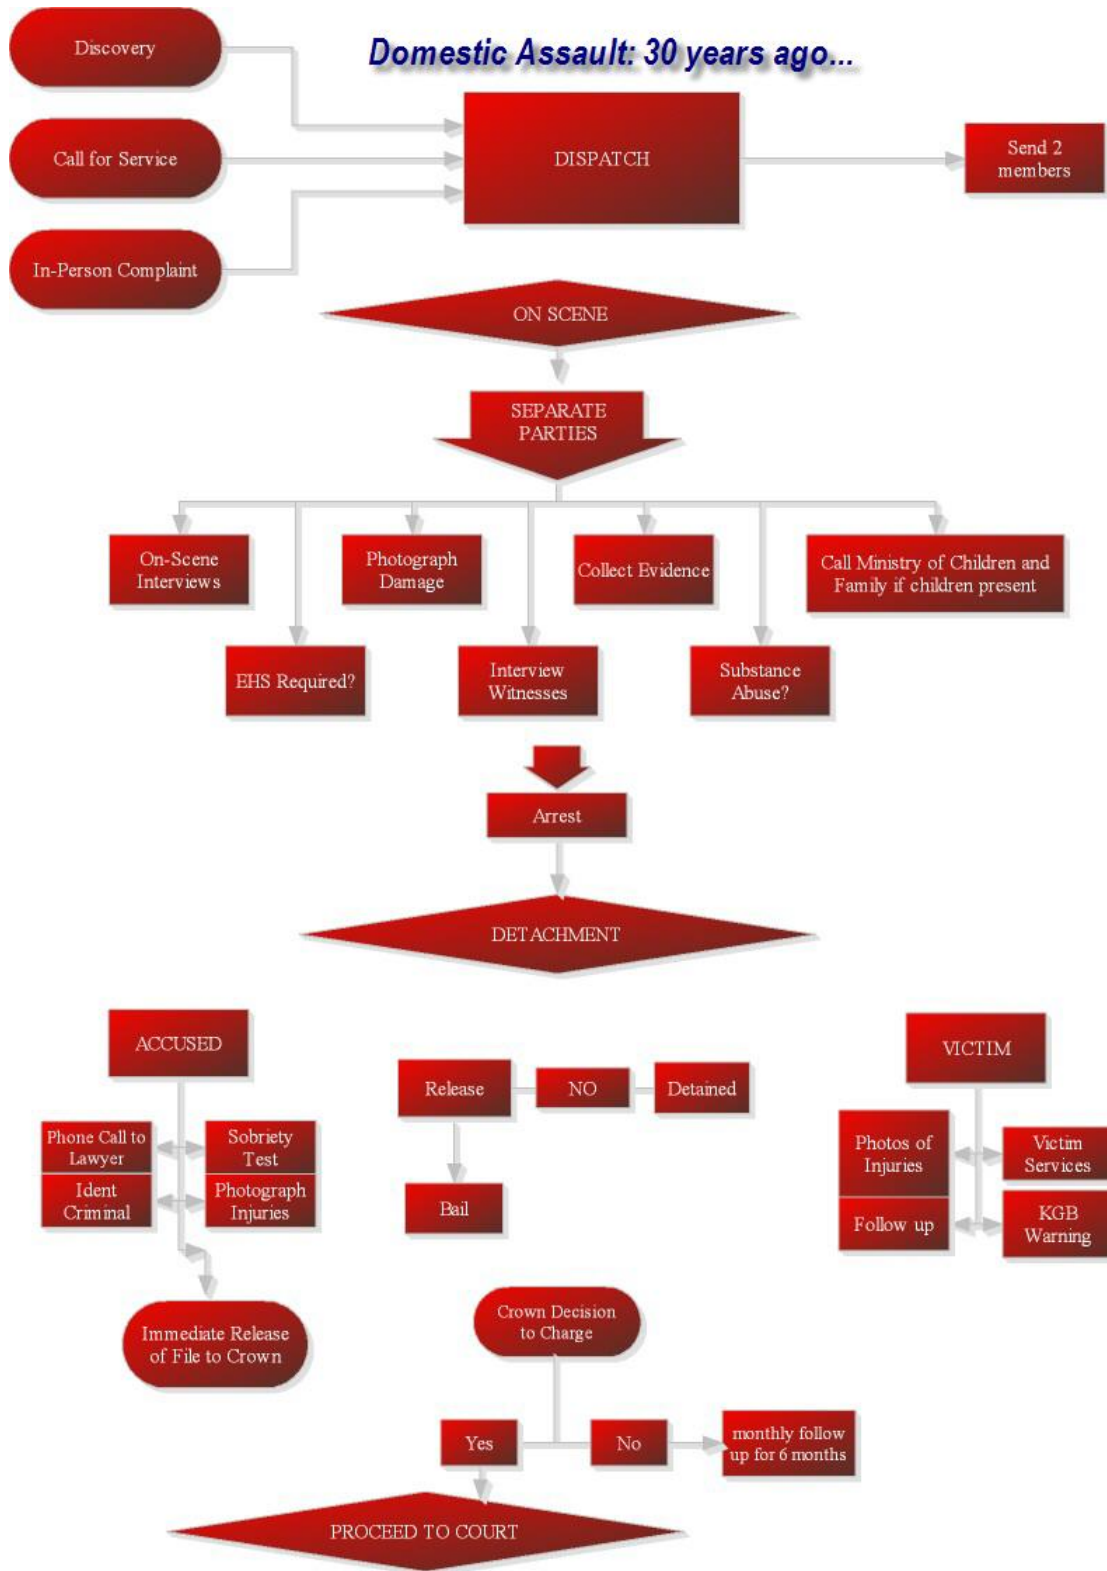 Discovery
Domestic Assault: 30 years ago...
Call for Service
DISPATCH
Send 2
members
In-Person Complaint
ON SCENE
SEPARATE
PARTIES
On-Scene
Interviews
Photograph
Damage
Collect Evidence
Call Ministry of Children and
Family if children present
EHS Required?
Interview
Witnesses
Substance
Abuse?
Arrest
DETACHMENT
ACCUSED
Phone Call to
Lawyer
Sobriety
Test
Ident
Criminal
Photograph
Injuries
Immediate Release
of File to Crown
Release
NO
Detained
Bail
VICTIM
Photos of
Injuries
Victim
Services
Follow up
KGB
Warning
Crown Decision
to Charge
Yes
No
monthly follow
up for 6 months
PROCEED TO COURT